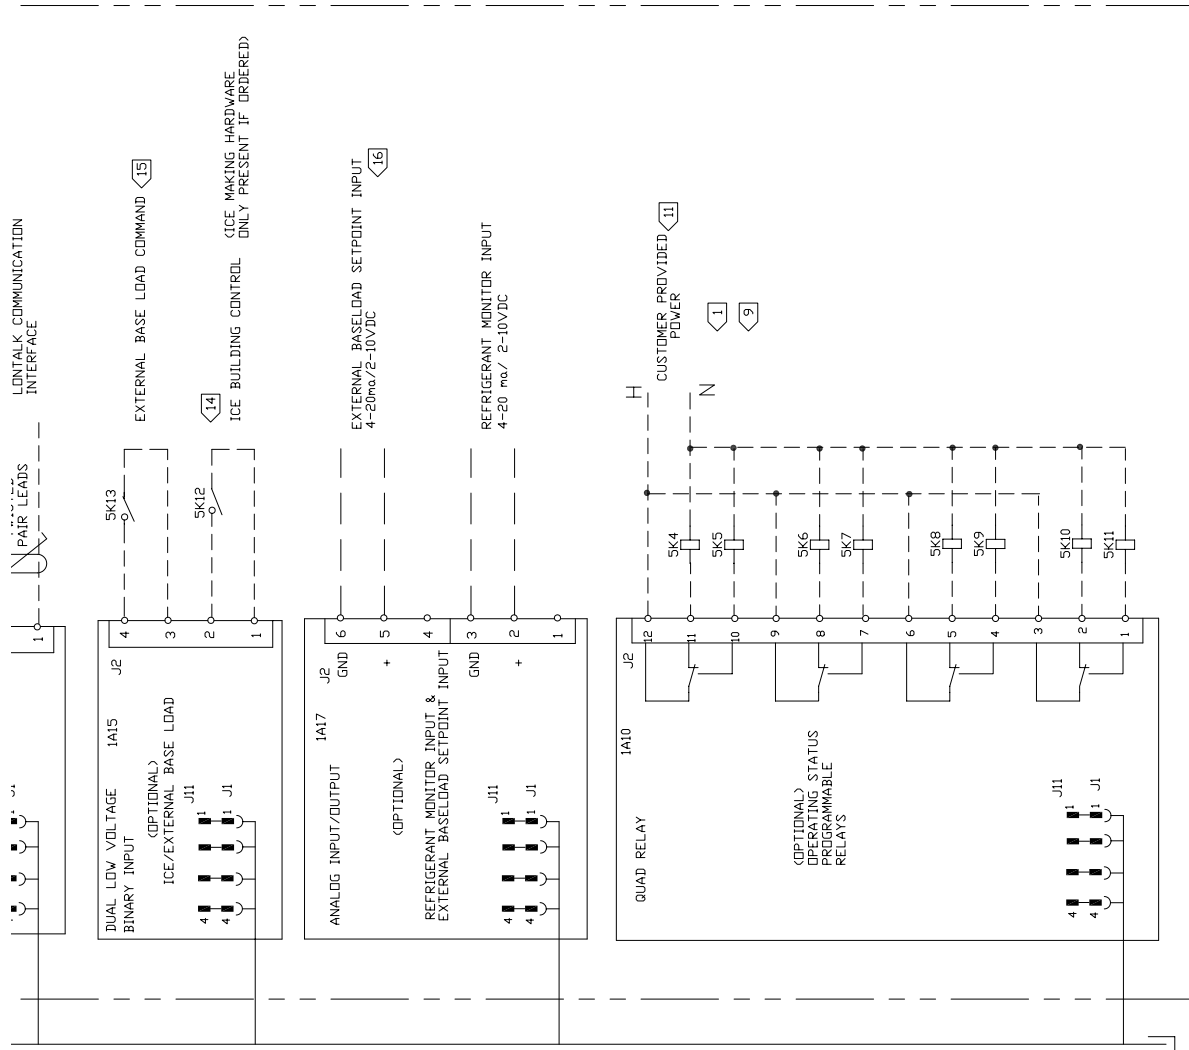 LONTALK COMMUNICATION
INTERFACE
PAIR LEADS
1
J1
1
EXTERNAL BASE LOAD COMMAND
15
5K13
14
ICE BUILDING CONTROL
(ICE MAKING HARDWARE
ONLY PRESENT IF ORDERED)
5K12
4
3
2
1
J2
1A15
DUAL LOW VOLTAGE
BINARY INPUT
(OPTIONAL)
ICE/EXTERNAL BASE LOAD
J11
J1
1
1
4
4
EXTERNAL BASELOAD SETPOINT INPUT
4-20ma/2-10VDC
16
REFRIGERANT MONITOR INPUT
4-20 ma/ 2-10VDC
6
5
4
3
2
1
J2
GND
+
GND
+
1A17
ANALOG INPUT/OUTPUT
(OPTIONAL)
REFRIGERANT MONITOR INPUT &
EXTERNAL BASELOAD SETPOINT INPUT
J11
J1
1
1
4
4
CUSTOMER PROVIDED
POWER
11
1
9
H
N
5K4
5K5
5K6
5K7
5K8
5K9
5K10
5K11
12
11
10
9
8
7
6
5
4
3
2
1
J2
1A10
QUAD RELAY
(OPTIONAL)
OPERATING STATUS
PROGRAMMABLE
RELAYS
J11
J1
1
1
4
4